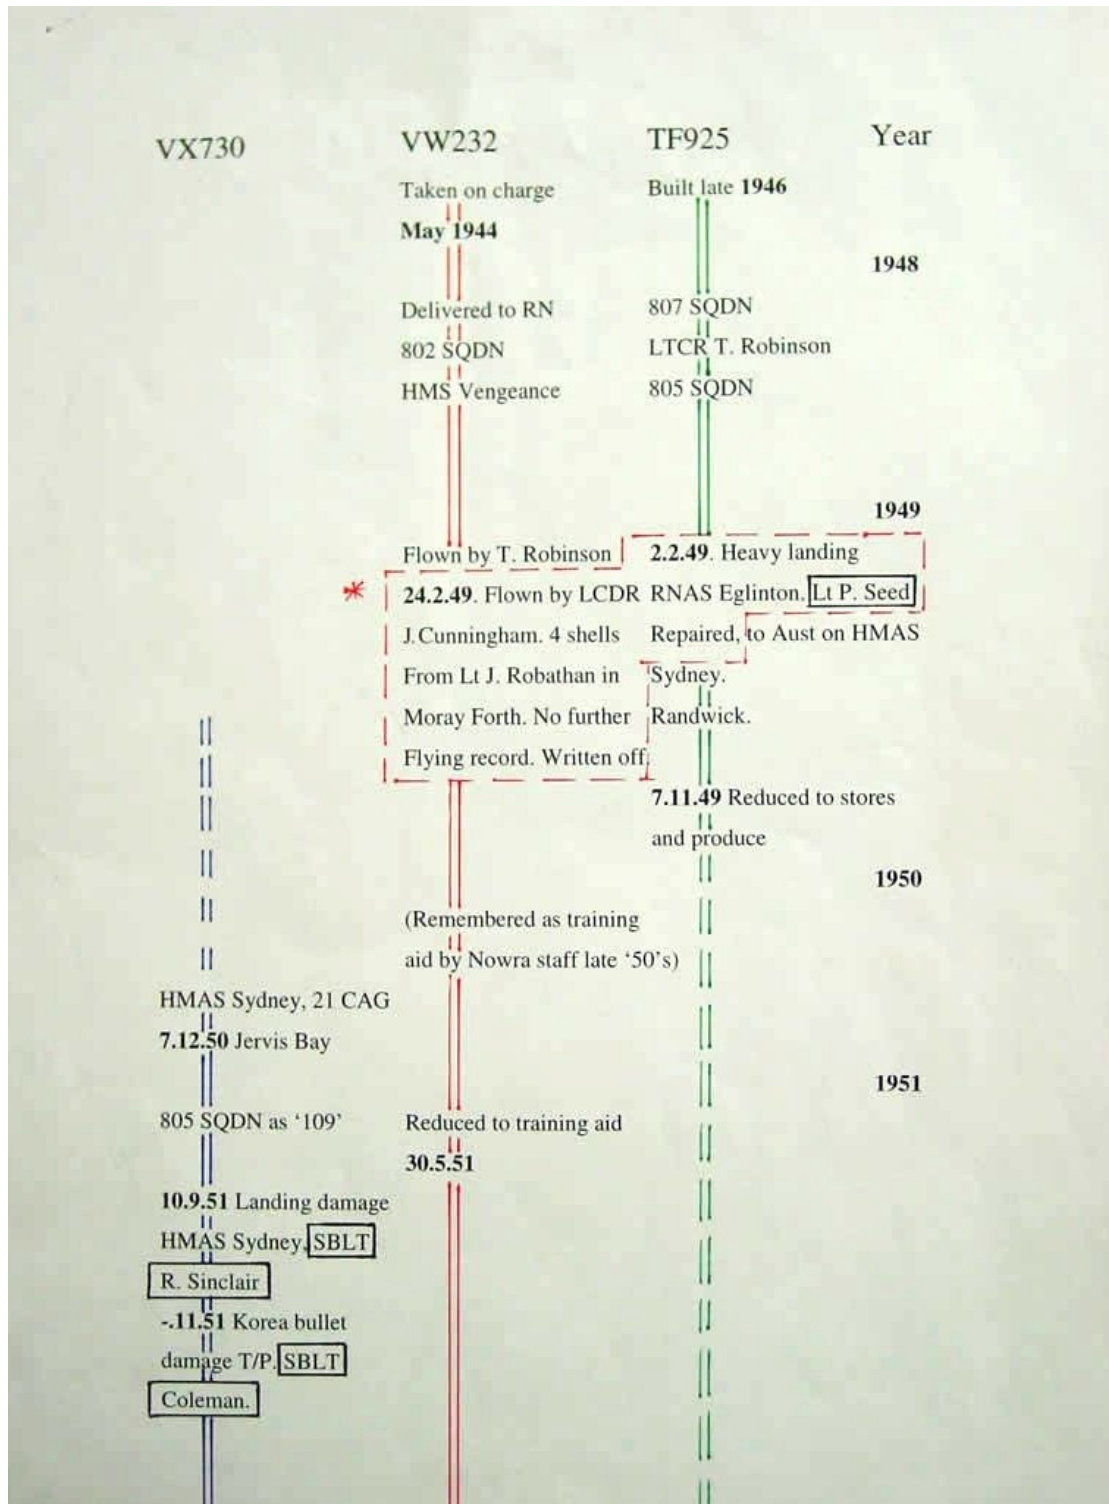 VX730
VW232
TF925
Year
Taken on charge
May 1944
Delivered to RN
802 SQDN
HMS Vengeance
Flown by T. Robinson
24.2.49. Flown by LCDR
J. Cunningham. 4 shells
From Lt J. Robathan in
Moray Forth. No further
Flying record. Written off
(Remembered as training
aid by Nowra staff late ‘50’s)
Reduced to training aid
30.5.51
Built late 1946
807 SQDN
LTCR T. Robinson
805 SQDN
2.2.49. Heavy landing
RNAS Eglinton. Lt P. Seed
Repaired, to Aust on HMAS
Sydney.
Randwick.
7.11.49 Reduced to stores
and produce
HMAS Sydney, 21 CAG
7.12.50 Jervis Bay
805 SQDN as ‘109’
10.9.51 Landing damage
HMAS Sydney. SBLT
R. Sinclair
-.11.51 Korea bullet
damage T/P. SBLT
Coleman.
1948
1949
1950
1951